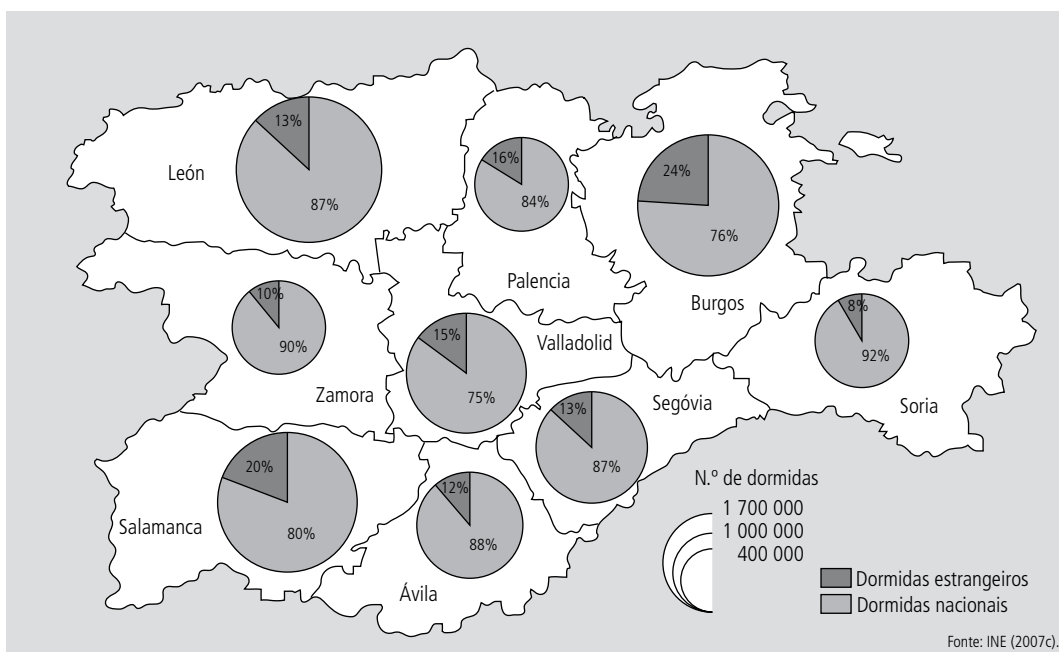 León
13%
87%
16%
84%
Palencia
24%
76%
Burgos
10%
90%
Zamora
15%
75%
Valladolid
8%
92%
Soria
13%
87%
Segóvia
20%
80%
Salamanca
12%
88%
Ávila
N.º de dormidas
1 700 000
1 000 000
400 000
Dormidas estrangeiros
Dormidas nacionais
Fonte: INE (2007c).